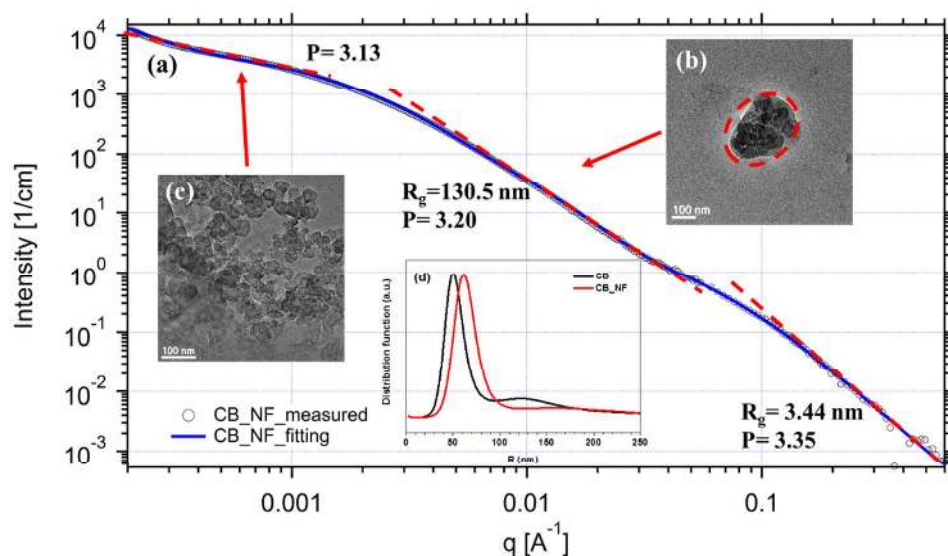 (a)
P= 3.13
(b)
100 nm
R_g=130.5 nm
P= 3.20
(c)
100 nm
(d)
CB
CB_NF
Distribution function (a.u.)
0 50 100 150 200 250
R (nm)
R_g= 3.44 nm
P= 3.35
CB_NF_measured
CB_NF_fitting
Intensity [1/cm]
10^4
10^3
10^2
10^1
10^0
10^-1
10^-2
10^-3
0.001 0.01 0.1
q [A^-1]